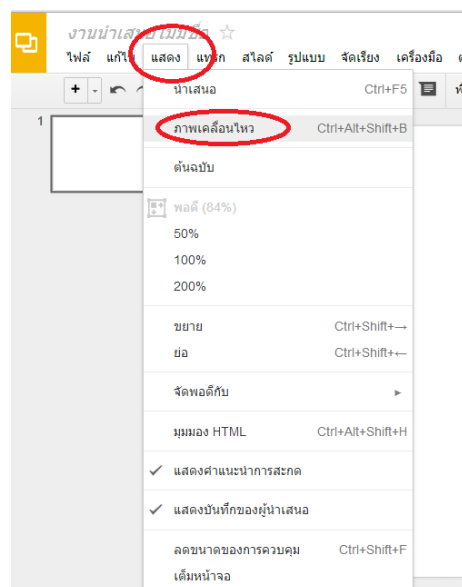 งานนำเสนอไม่มีชื่อ
ไฟล์ แก้ไข แสดง แทรก สไลด์ รูปแบบ จัดเรียง เครื่องมือ
1
นำเสนอ Ctrl+F5
ภาพเคลื่อนไหว Ctrl+Alt+Shift+B
ต้นฉบับ
พอดี (84%)
50%
100%
200%
ขยาย Ctrl+Shift+→
ย่อ Ctrl+Shift+←
จัดพอดีกับ
มุมมอง HTML Ctrl+Alt+Shift+H
แสดงคำแนะนำการสะกด
แสดงบันทึกของผู้นำเสนอ
ลดขนาดของการควบคุม Ctrl+Shift+F
เต็มหน้าจอ